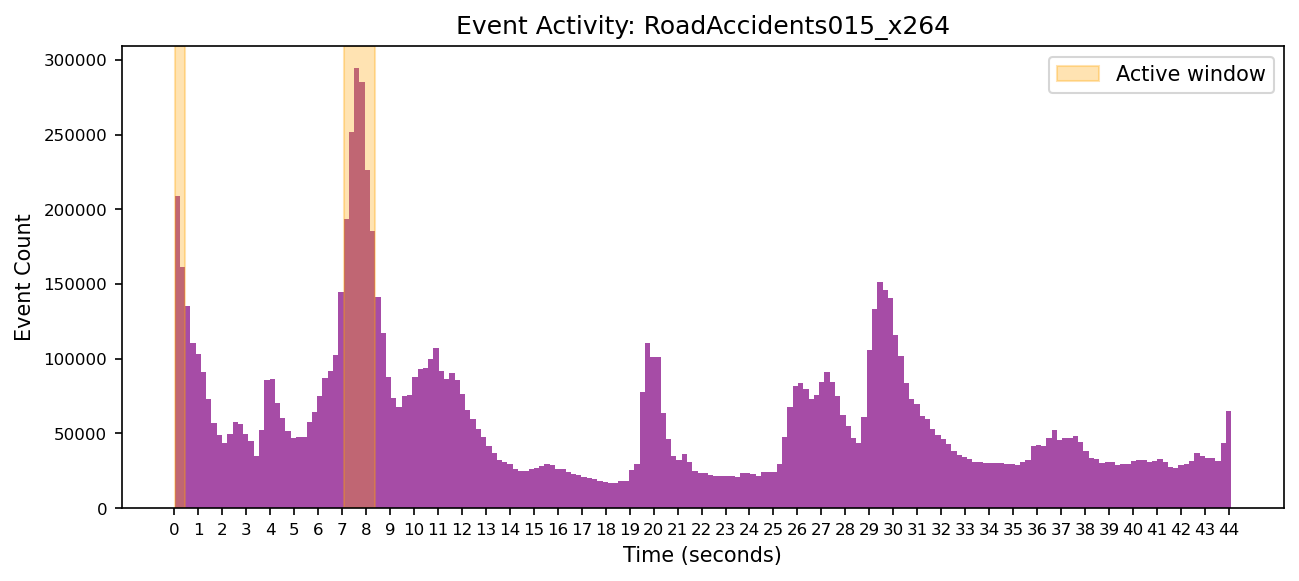 Event Activity: RoadAccidents015_x264
Active window
300000
250000
200000
150000
100000
50000
0
Event Count
0 1 2 3 4 5 6 7 8 9 10 11 12 13 14 15 16 17 18 19 20 21 22 23 24 25 26 27 28 29 30 31 32 33 34 35 36 37 38 39 40 41 42 43 44
Time (seconds)